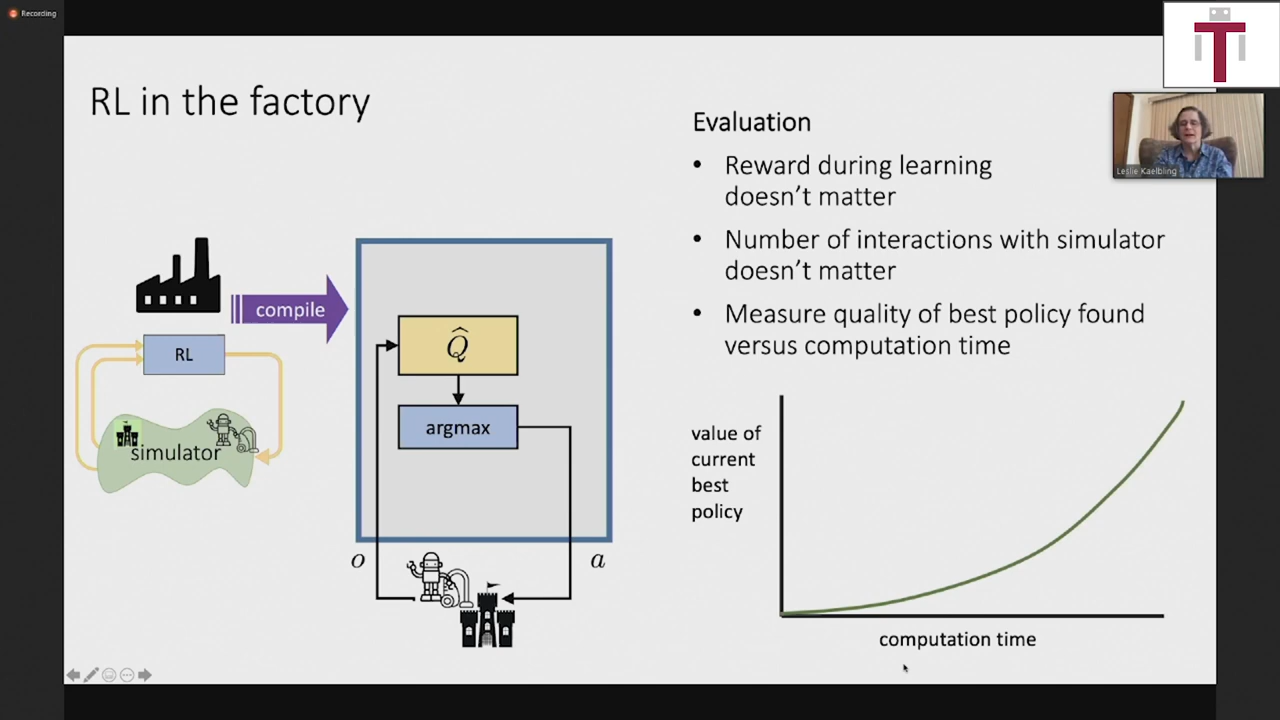 Recording
T
RL in the factory
Leslie Kaelbling
Evaluation
• Reward during learning
doesn't matter
• Number of interactions with simulator
doesn't matter
• Measure quality of best policy found
versus computation time
compile
RL
simulator
Q̂
argmax
o
a
value of
current
best
policy
computation time